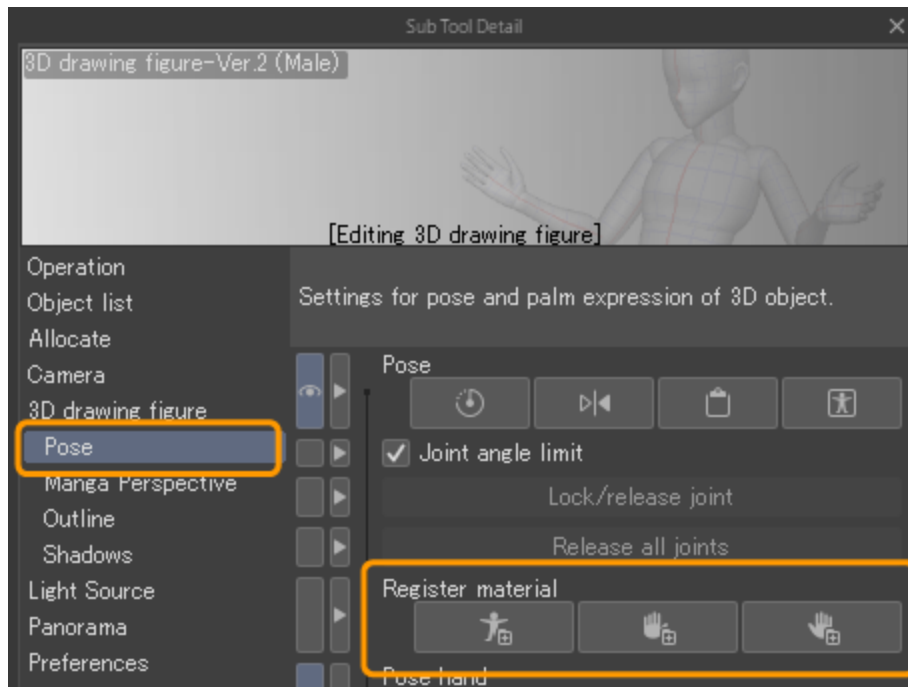 Sub Tool Detail
3D drawing figure-Ver.2 (Male)
[Editing 3D drawing figure]
Operation
Object list
Allocate
Camera
3D drawing figure
Pose
Manga Perspective
Outline
Shadows
Light Source
Panorama
Preferences
Settings for pose and palm expression of 3D object.
Pose
Joint angle limit
Lock/release joint
Release all joints
Register material
Pose hand